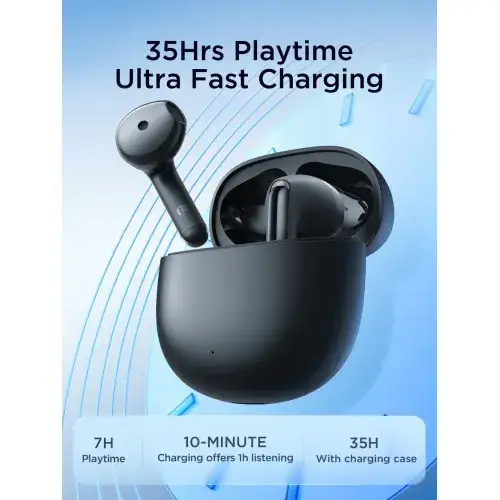 35Hrs Playtime
Ultra Fast Charging
7H
Playtime
10-MINUTE
Charging offers 1h listening
35H
With charging case